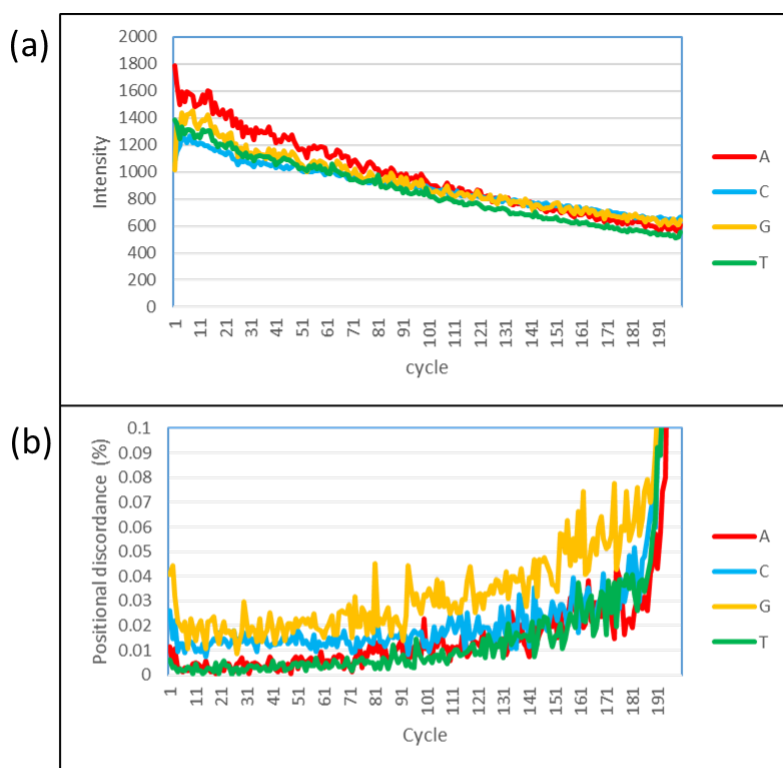 (a)
2000
1800
1600
1400
1200
1000
800
600
400
200
0
Intensity
1 11 21 31 41 51 61 71 81 91 101 111 121 131 141 151 161 171 181 191
cycle
A
C
G
T
(b)
0.1
0.09
0.08
0.07
0.06
0.05
0.04
0.03
0.02
0.01
0
Positional discordance (%)
1 11 21 31 41 51 61 71 81 91 101 111 121 131 141 151 161 171 181 191
Cycle
A
C
G
T